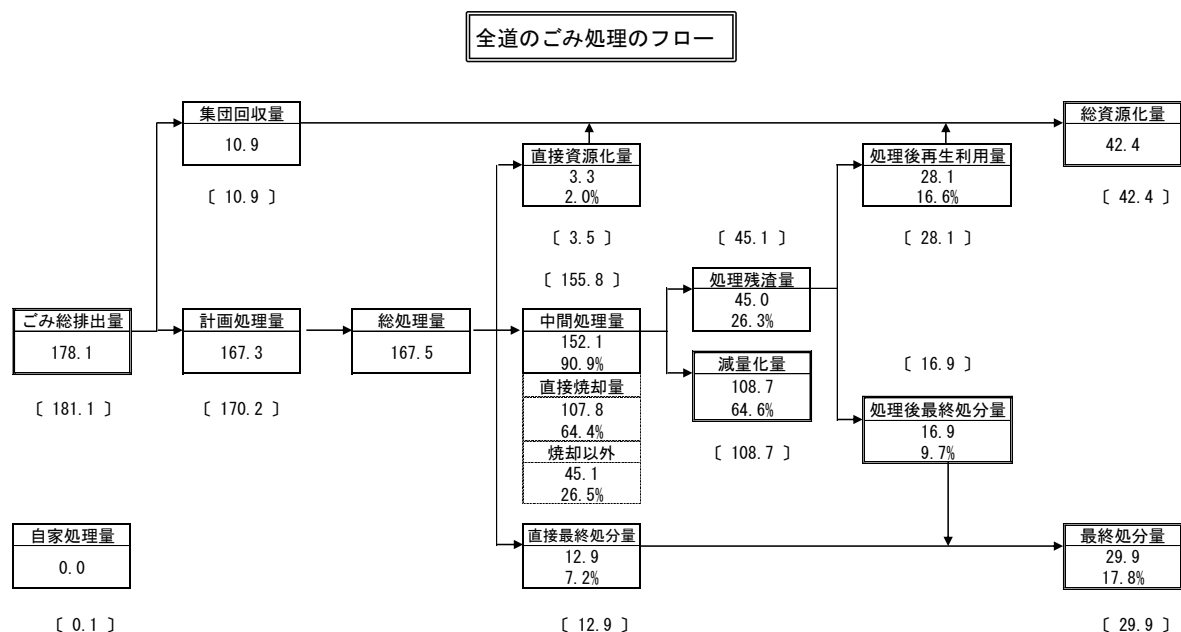 全道のごみ処理のフロー
集団回収量
10.9
〔 10.9 〕
総資源化量
42.4
〔 42.4 〕
直接資源化量
3.3
2.0%
〔 3.5 〕
処理後再生利用量
28.1
16.6%
〔 28.1 〕
〔 45.1 〕
処理残渣量
45.0
26.3%
〔 155.8 〕
ごみ総排出量
178.1
〔 181.1 〕
計画処理量
167.3
〔 170.2 〕
総処理量
167.5
中間処理量
152.1
90.9%
直接焼却量
107.8
64.4%
焼却以外
45.1
26.5%
減量化量
108.7
64.6%
〔 108.7 〕
〔 16.9 〕
処理後最終処分量
16.9
9.7%
自家処理量
0.0
〔 0.1 〕
直接最終処分量
12.9
7.2%
〔 12.9 〕
最終処分量
29.9
17.8%
〔 29.9 〕